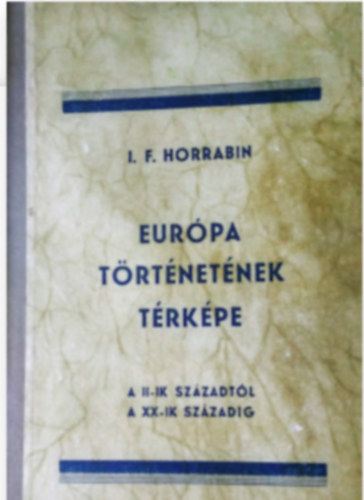 I. F. HORRABIN
EURÓPA
TÖRTÉNETÉNEK
TÉRKÉPE
A II-IK SZÁZADTÓL
A XX-IK SZÁZADIG